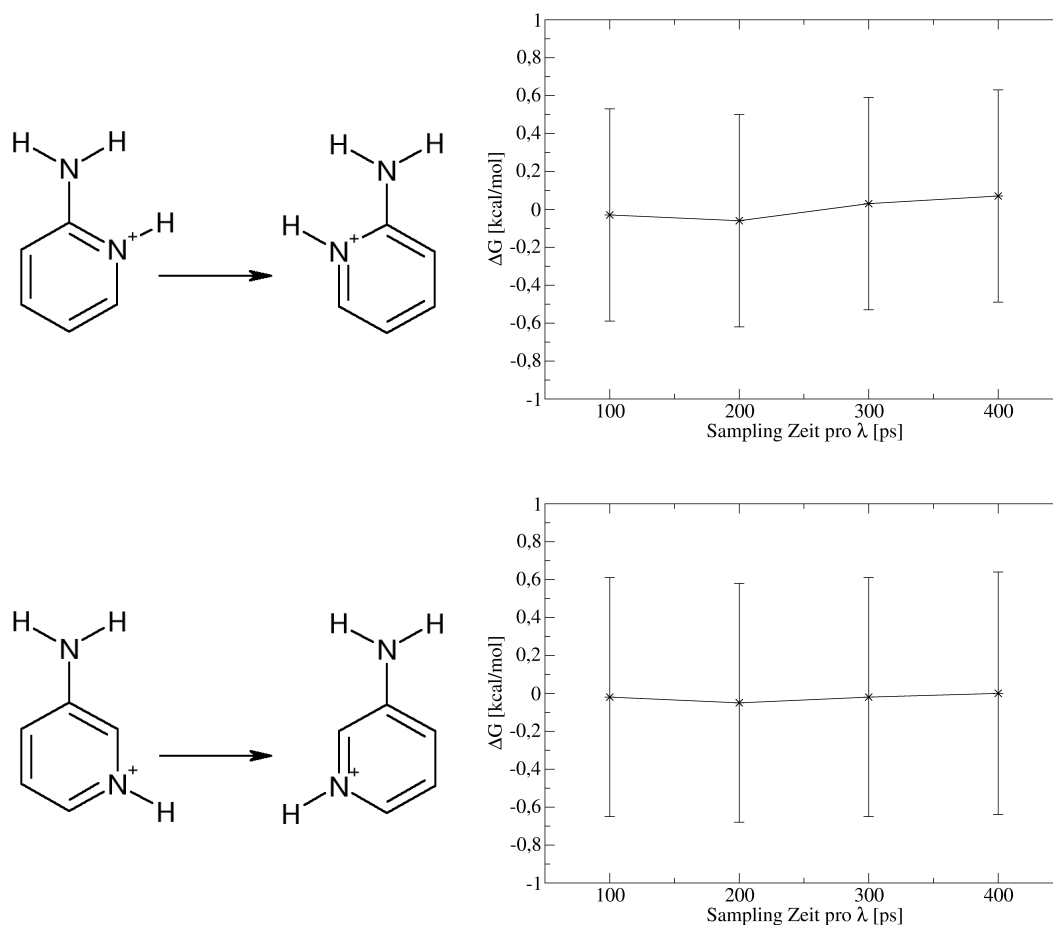 H H
N
H
N+
H H
N
H
N+
1
0,8
0,6
0,4
0,2
0
-0,2
-0,4
-0,6
-0,8
-1
ΔG [kcal/mol]
100 200 300 400
Sampling Zeit pro λ [ps]
H H
N
N+
H
H H
N
N+
H
1
0,8
0,6
0,4
0,2
0
-0,2
-0,4
-0,6
-0,8
-1
ΔG [kcal/mol]
100 200 300 400
Sampling Zeit pro λ [ps]